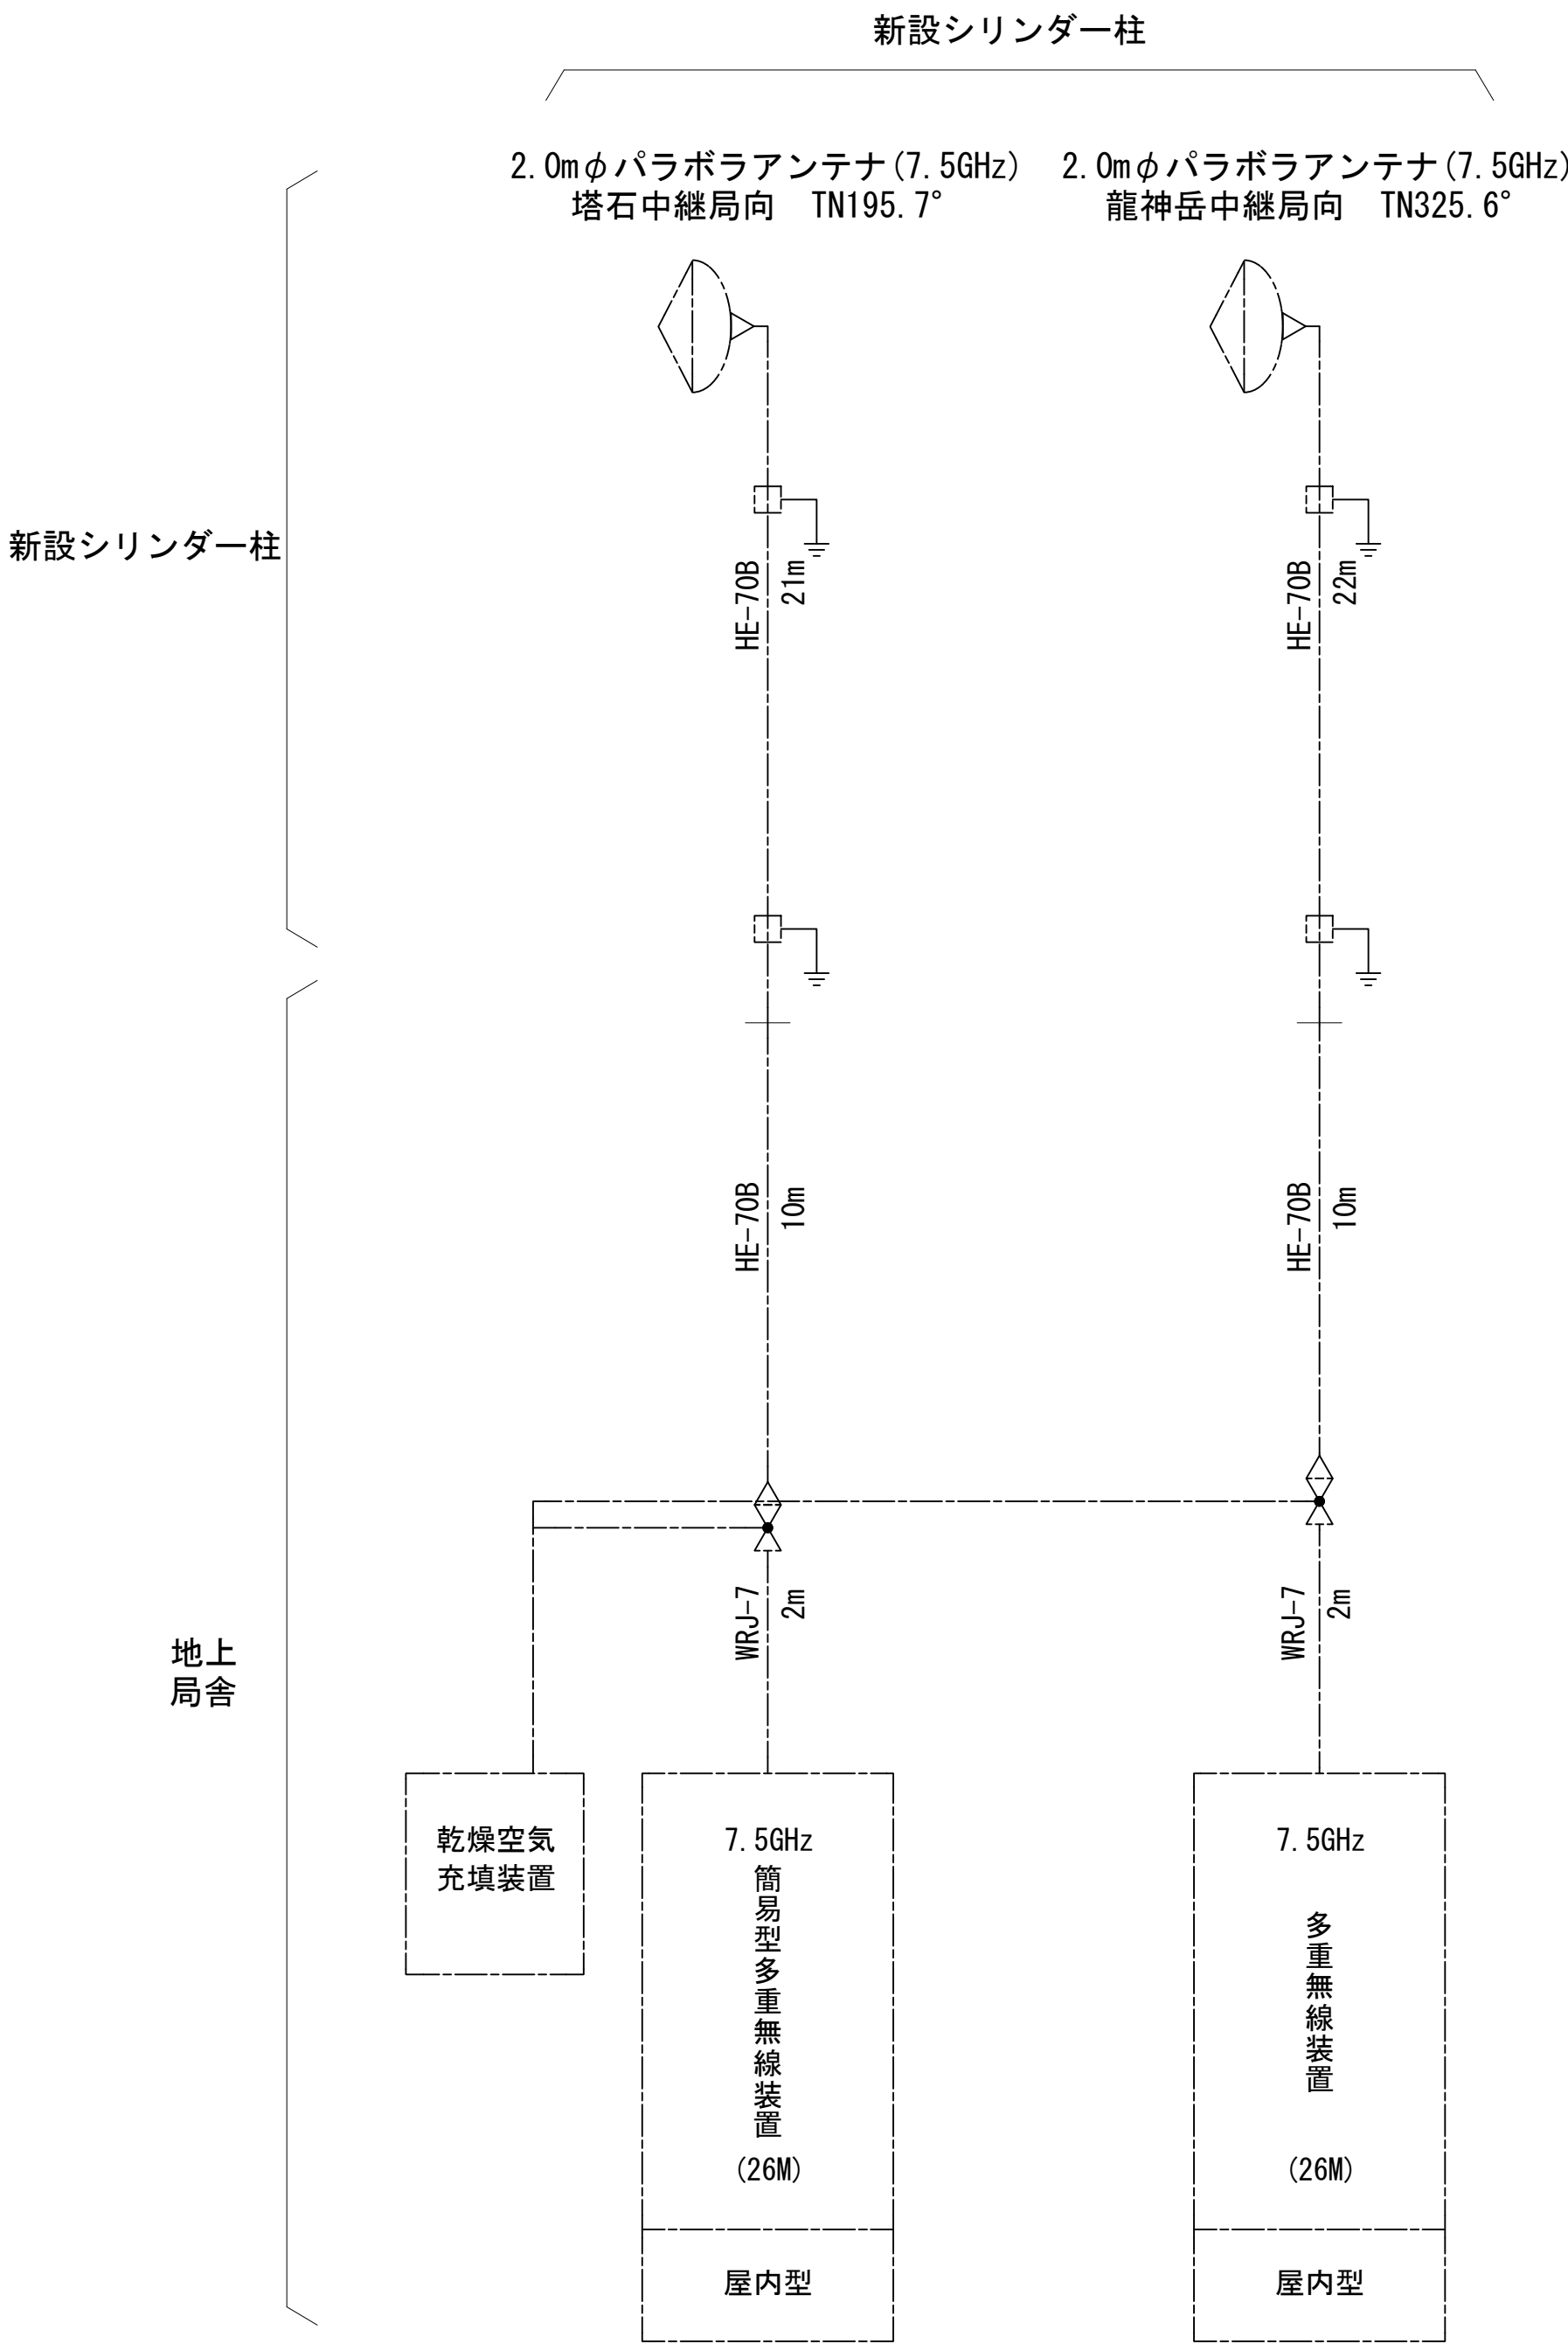 新設シリンダー柱
2.0mφパラボラアンテナ(7.5GHz)
塔石中継局向　TN195.7°
2.0mφパラボラアンテナ(7.5GHz)
龍神岳中継局向　TN325.6°
新設シリンダー柱
HE-70B
21m
HE-70B
22m
HE-70B
10m
HE-70B
10m
WRJ-7
2m
WRJ-7
2m
地上
局舎
乾燥空気
充填装置
7.5GHz
簡易型多重無線装置
(26M)
屋内型
7.5GHz
多重無線装置
(26M)
屋内型